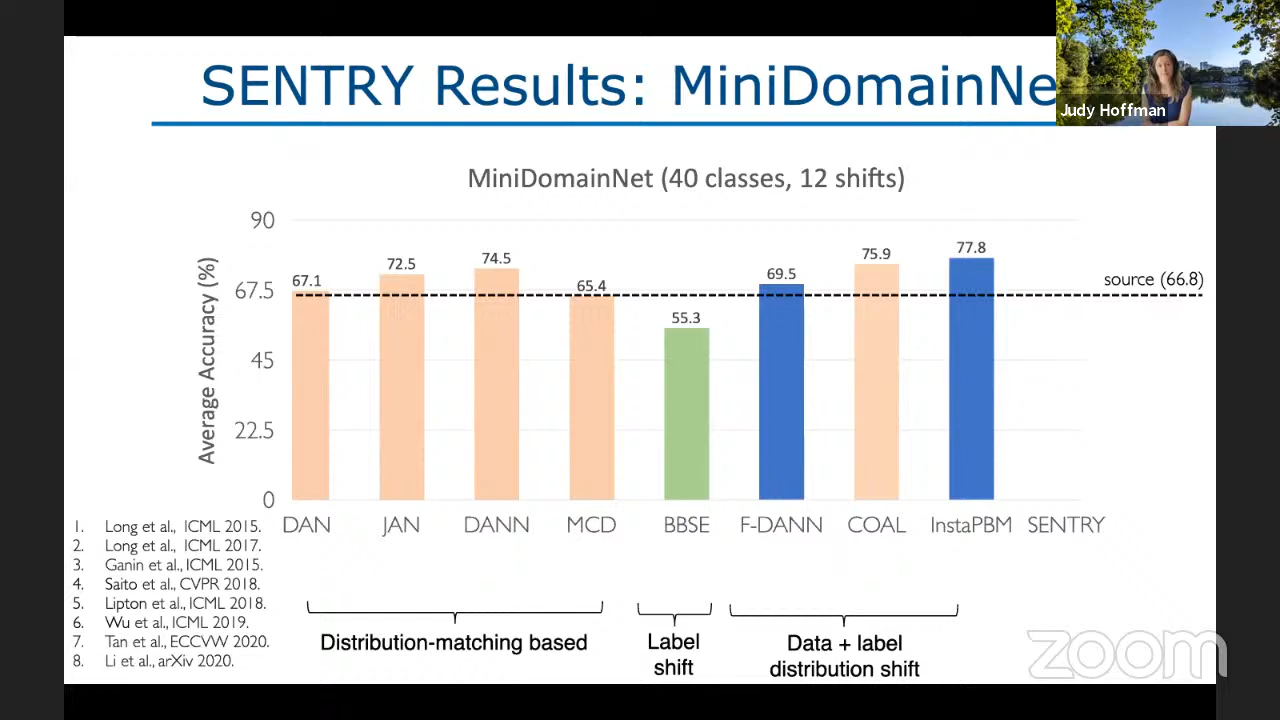 SENTRY Results: MiniDomainNe
Judy Hoffman
MiniDomainNet (40 classes, 12 shifts)
Average Accuracy (%)
90
67.5
45
22.5
0
67.1
72.5
74.5
65.4
55.3
69.5
75.9
77.8
source (66.8)
DAN JAN DANN MCD BBSE F-DANN COAL InstaPBM SENTRY
1. Long et al., ICML 2015.
2. Long et al., ICML 2017.
3. Ganin et al., ICML 2015.
4. Saito et al., CVPR 2018.
5. Lipton et al., ICML 2018.
6. Wu et al., ICML 2019.
7. Tan et al., ECCVW 2020.
8. Li et al., arXiv 2020.
Distribution-matching based
Label
shift
Data + label
distribution shift
zoom